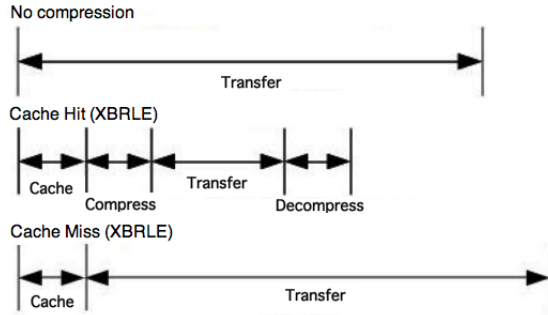 No compression
Transfer
Cache Hit (XBRLE)
Cache
Compress
Transfer
Decompress
Cache Miss (XBRLE)
Cache
Transfer